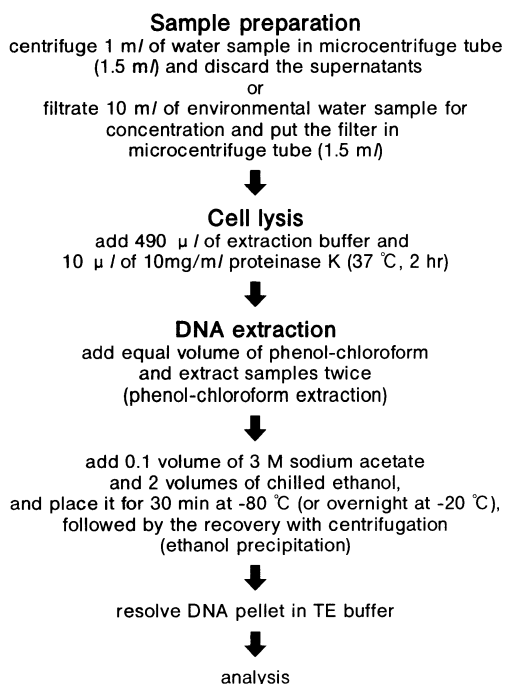 Sample preparation
centrifuge 1 ml of water sample in microcentrifuge tube
(1.5 ml) and discard the supernatants
or
filtrate 10 ml of environmental water sample for
concentration and put the filter in
microcentrifuge tube (1.5 ml)
Cell lysis
add 490 μl of extraction buffer and
10 μl of 10mg/ml proteinase K (37 ℃, 2 hr)
DNA extraction
add equal volume of phenol-chloroform
and extract samples twice
(phenol-chloroform extraction)
add 0.1 volume of 3 M sodium acetate
and 2 volumes of chilled ethanol,
and place it for 30 min at -80 ℃ (or overnight at -20 ℃),
followed by the recovery with centrifugation
(ethanol precipitation)
resolve DNA pellet in TE buffer
analysis